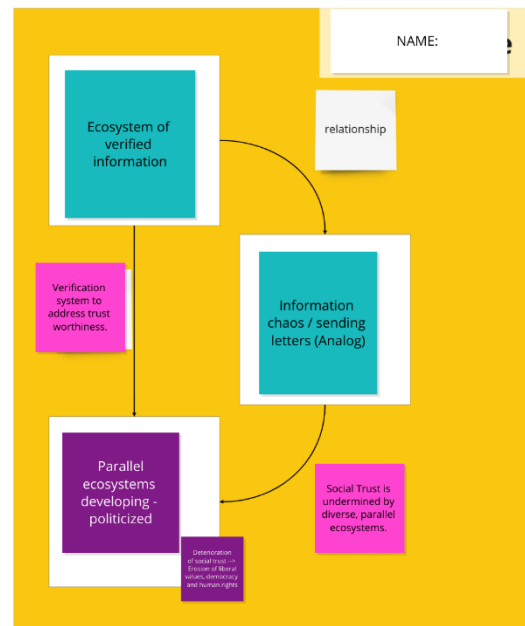 NAME:
Ecosystem of
verified
information
relationship
Verification
system to
address trust
worthiness.
Information
chaos / sending
letters (Analog)
Parallel
ecosystems
developing -
politicized
Social Trust is
undermined by
diverse, parallel
ecosystems.
Deterioration
of social trust -->
Erosion of liberal
values, democracy
and human rights